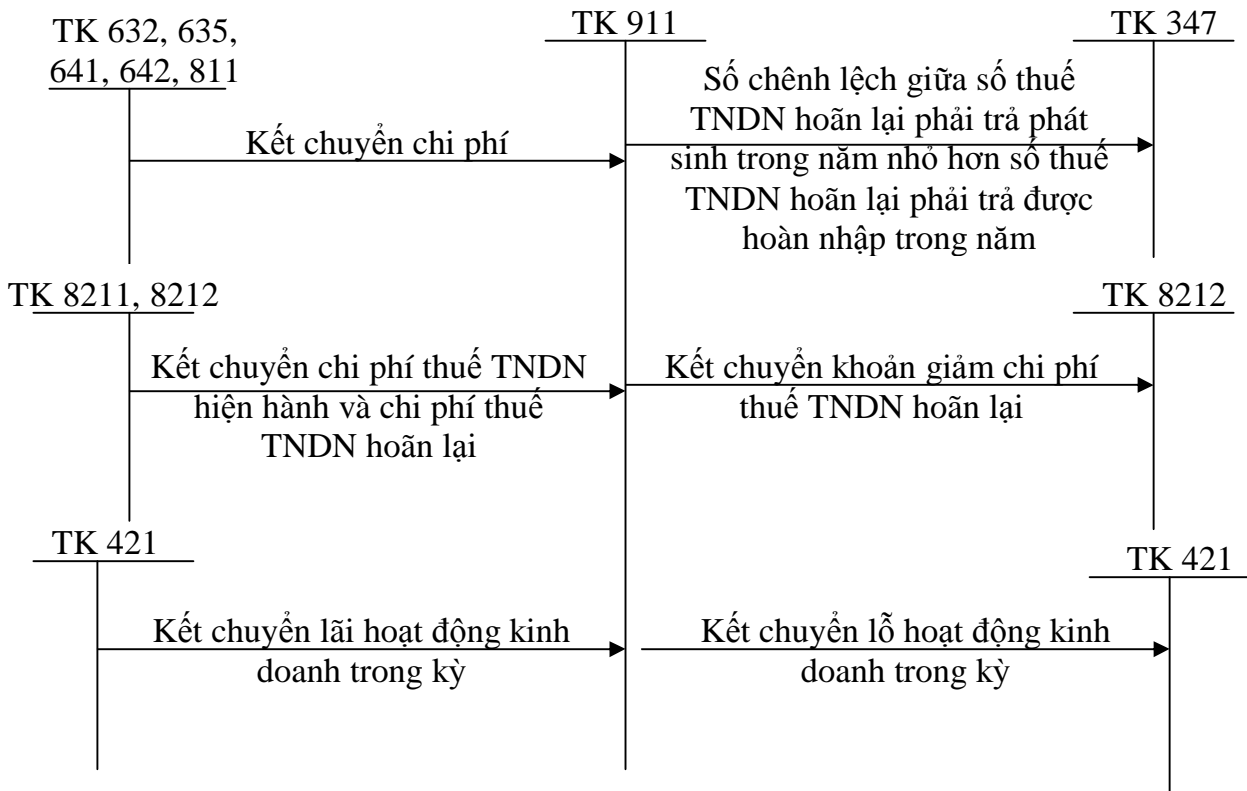 TK 632, 635,
641, 642, 811
TK 911
TK 347
Kết chuyển chi phí
Số chênh lệch giữa số thuế
TNDN hoãn lại phải trả phát
sinh trong năm nhỏ hơn số thuế
TNDN hoãn lại phải trả được
hoàn nhập trong năm
TK 8211, 8212
TK 8212
Kết chuyển chi phí thuế TNDN
hiện hành và chi phí thuế
TNDN hoãn lại
Kết chuyển khoản giảm chi phí
thuế TNDN hoãn lại
TK 421
TK 421
Kết chuyển lãi hoạt động kinh
doanh trong kỳ
Kết chuyển lỗ hoạt động kinh
doanh trong kỳ